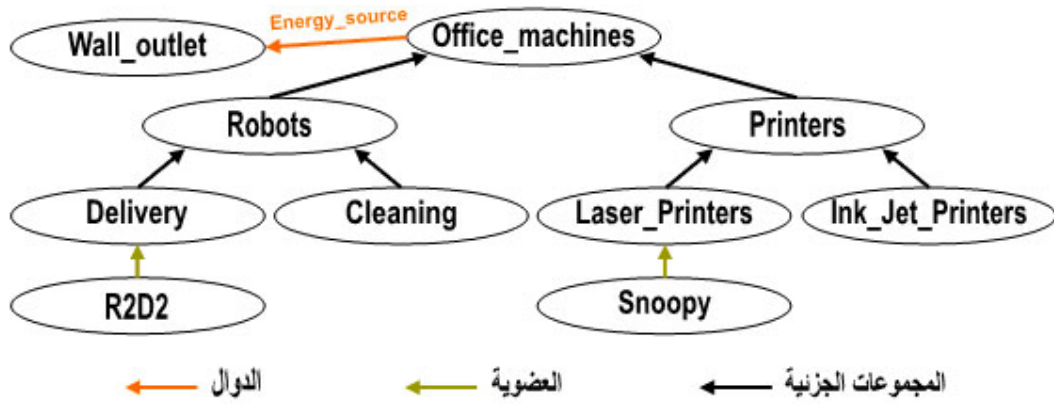 Energy_source
Wall_outlet
Office_machines
Robots
Printers
Delivery
Cleaning
Laser_Printers
Ink_Jet_Printers
R2D2
Snoopy
المجموعات الجزئية
العضوية
الدوال